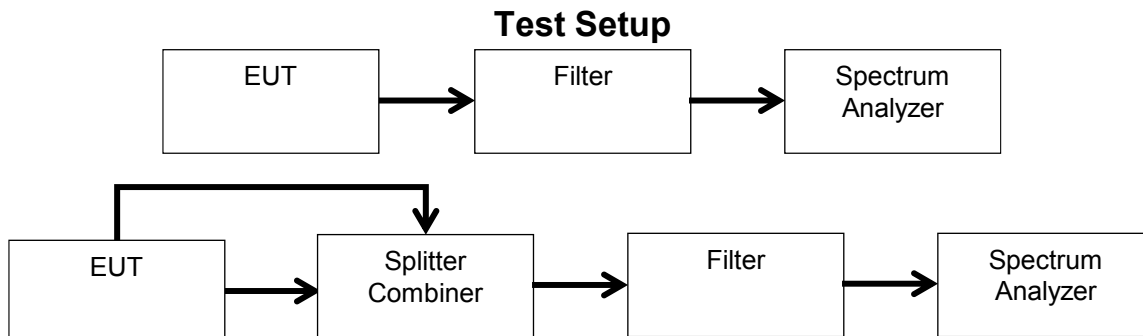 Test Setup
EUT
Filter
Spectrum
Analyzer
EUT
Splitter
Combiner
Filter
Spectrum
Analyzer